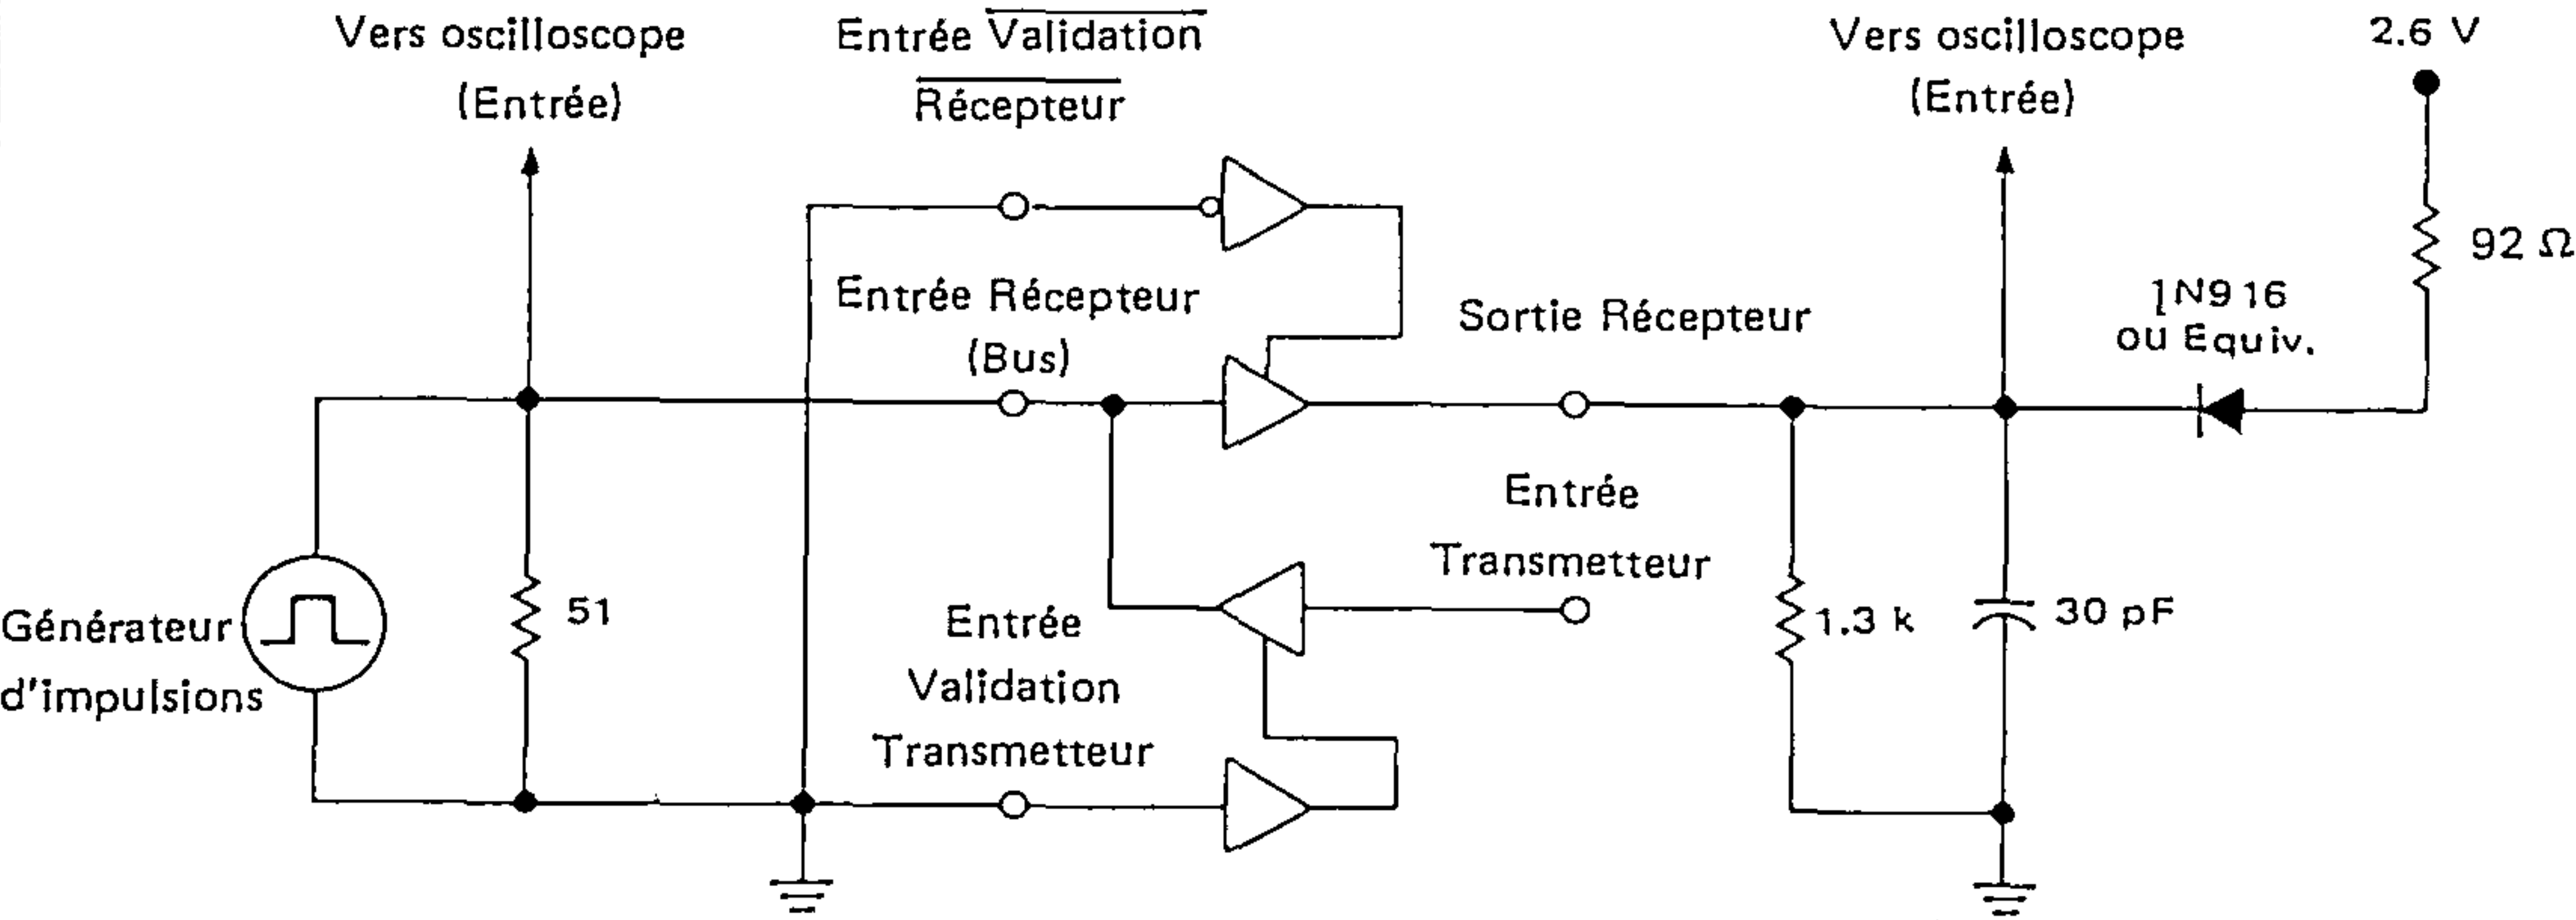 Vers oscilloscope
(Entrée)
Entrée Validation
Récepteur
Vers oscilloscope
(Entrée)
2.6 V
92 Ω
1N916
ou Equiv.
Entrée Récepteur
(Bus)
Sortie Récepteur
Entrée
Transmetteur
Générateur
d'impulsions
51
Entrée
Validation
Transmetteur
1.3 k
30 pF